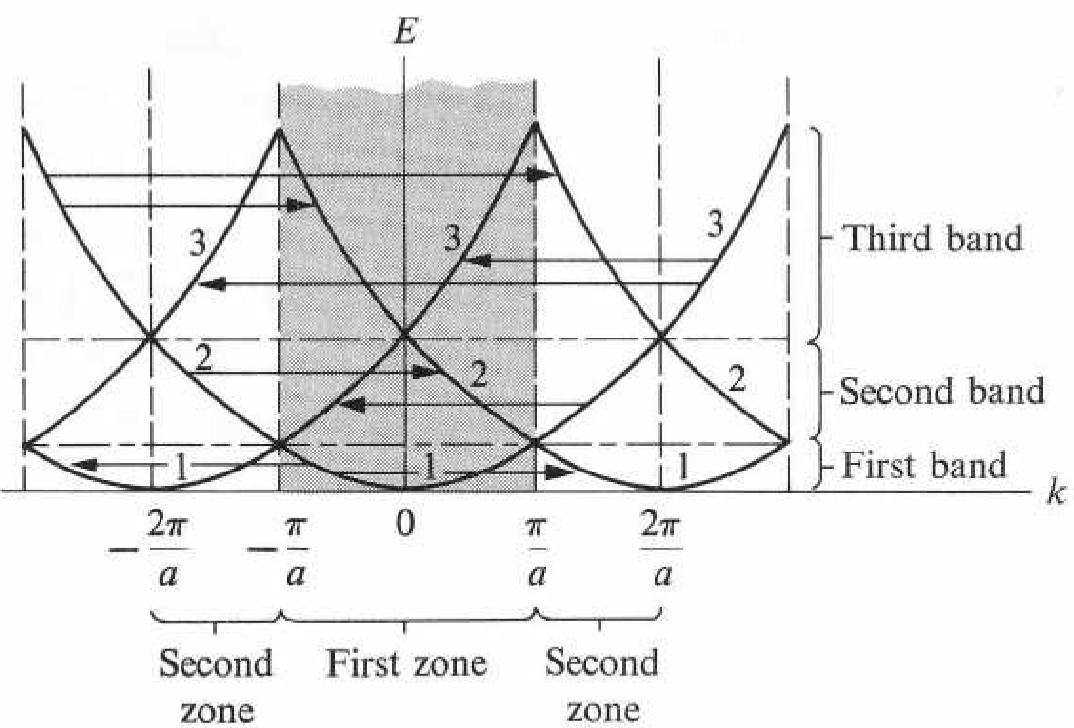 E
3
3
3
Third band
2
2
2
Second band
1
1
1
First band
k
− 2π/a
− π/a
0
π/a
2π/a
Second zone
First zone
Second zone